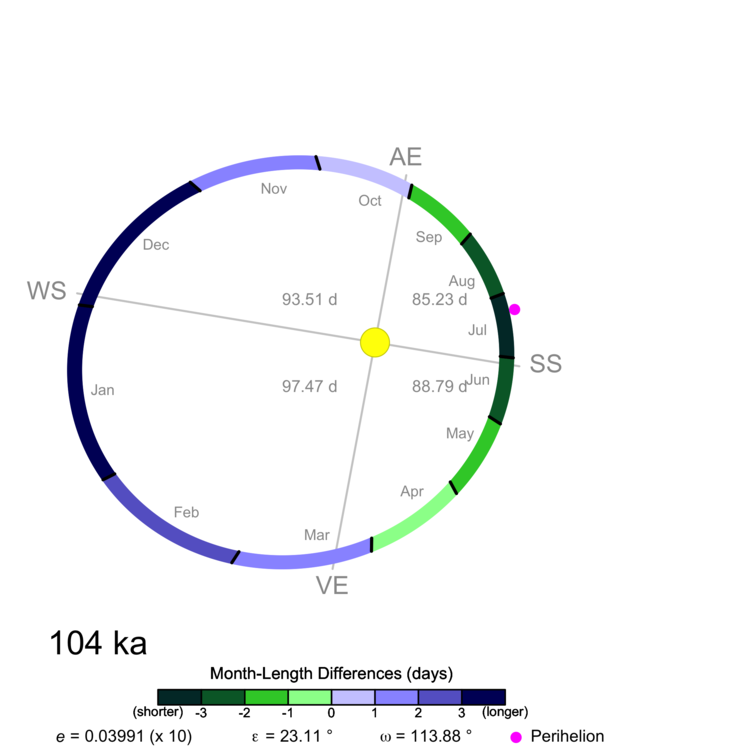 AE
Nov
Oct
Sep
Dec
Aug
WS
93.51 d
85.23 d
Jul
SS
97.47 d
88.79 d
Jun
Jan
May
Apr
Feb
Mar
VE
104 ka
Month-Length Differences (days)
(shorter) -3 -2 -1 0 1 2 3 (longer)
e = 0.03991 (x 10) ε = 23.11 ° ω = 113.88 ° Perihelion